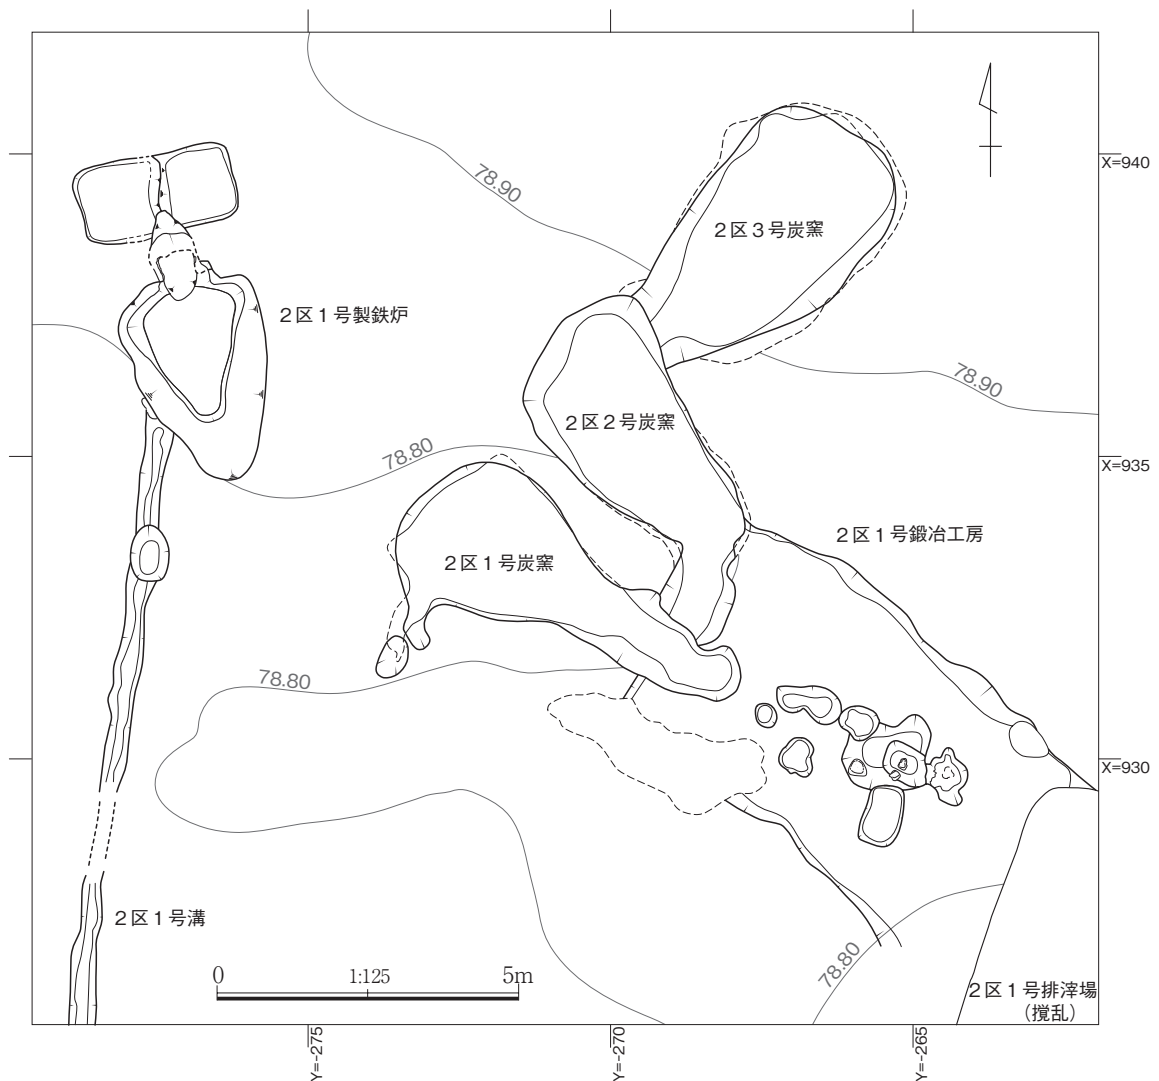 78.90
X=940
2区3号炭窯
2区1号製鉄炉
78.90
2区2号炭窯
78.80
X=935
2区1号鍛冶工房
2区1号炭窯
78.80
X=930
2区1号溝
78.80
0 1:125 5m
2区1号排滓場
（撹乱）
Y=-275
Y=-270
Y=-265